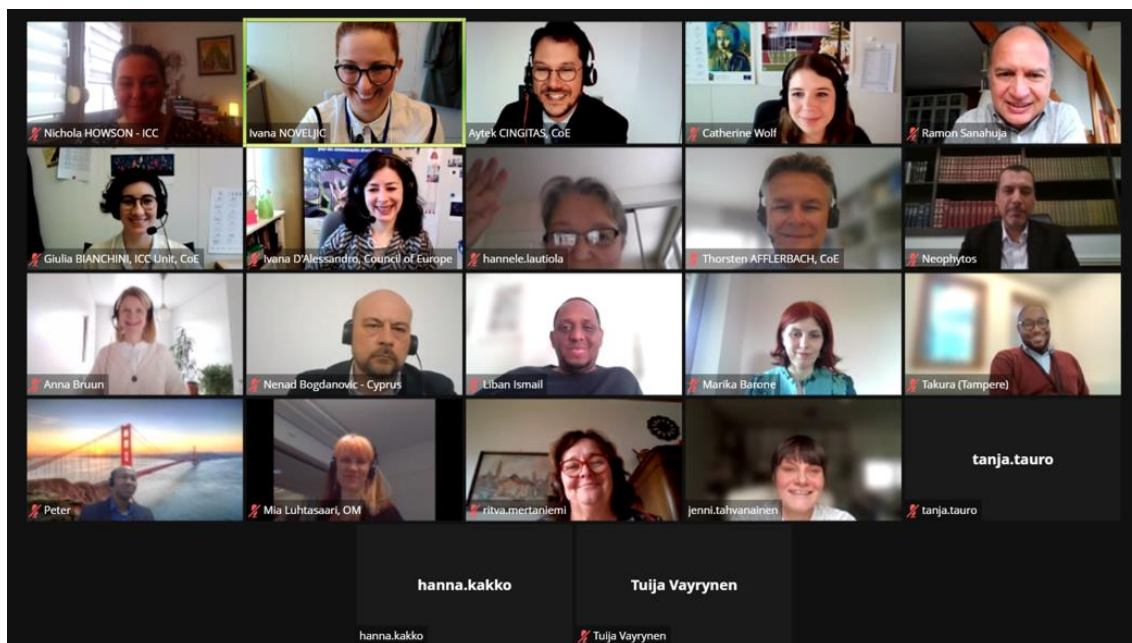 Nichola HOWSON - ICC
Ivana NOVELJIC
Aytek CINGITAS, CoE
Catherine Wolf
Ramon Sanahuja
Giulia BIANCHINI, ICC Unit, CoE
Ivana D'Alessandro, Council of Europe
hannele.lautiola
Thorsten AFFLERBACH, CoE
Neophytos
Anna Bruun
Nenad Bogdanovic - Cyprus
Liban Ismail
Marika Barone
Takura (Tampere)
Peter
Mia Luhtasaari, OM
ritva.mertaniemi
jenni.tahvanainen
tanja.tauro
tanja.tauro
hanna.kakko
hanna.kakko
Tuija Vayrynen
Tuija Vayrynen